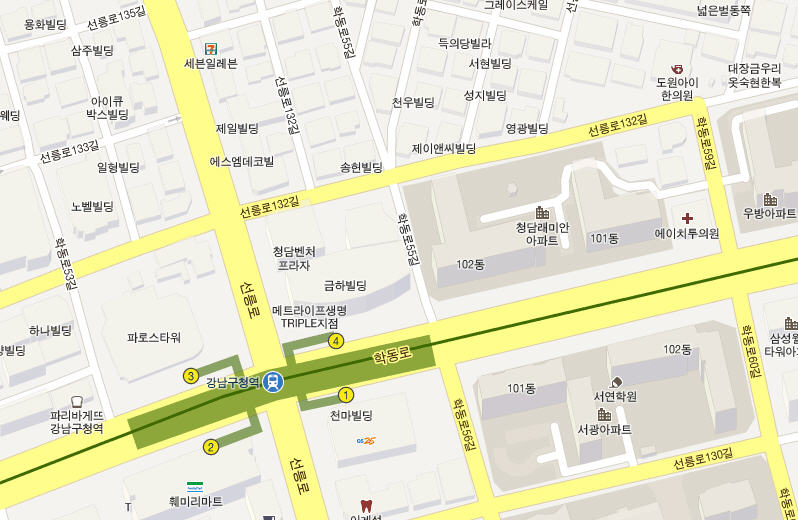 선릉로135길
용화빌딩
삼주빌딩
세븐일레븐
학동로55길
그레이스케일
득의당빌라
서현빌딩
넓은벌동쪽
아이큐
박스빌딩
선릉로132길
천우빌딩
성지빌딩
도원아이
한의원
대장금우리
옷숙현한복
웨딩
제일빌딩
영광빌딩
선릉로132길
학동로59길
선릉로133길
일형빌딩
에스엠데코빌
송헌빌딩
제이앤씨빌딩
노벨빌딩
선릉로132길
학동로55길
청담래미안
아파트
101동
102동
에이치투의원
우방아파트
학동로53길
청담벤처
프라자
금하빌딩
선릉로
메트라이프생명
TRIPLE지점
하나빌딩
파로스타워
4
학동로
3
강남구청역
1
2
천마빌딩
GS25
파리바게뜨
강남구청역
학동로56길
101동
102동
서연학원
서광아파트
학동로60길
삼성월
타워아
선릉로
선릉로130길
훼미리마트
T